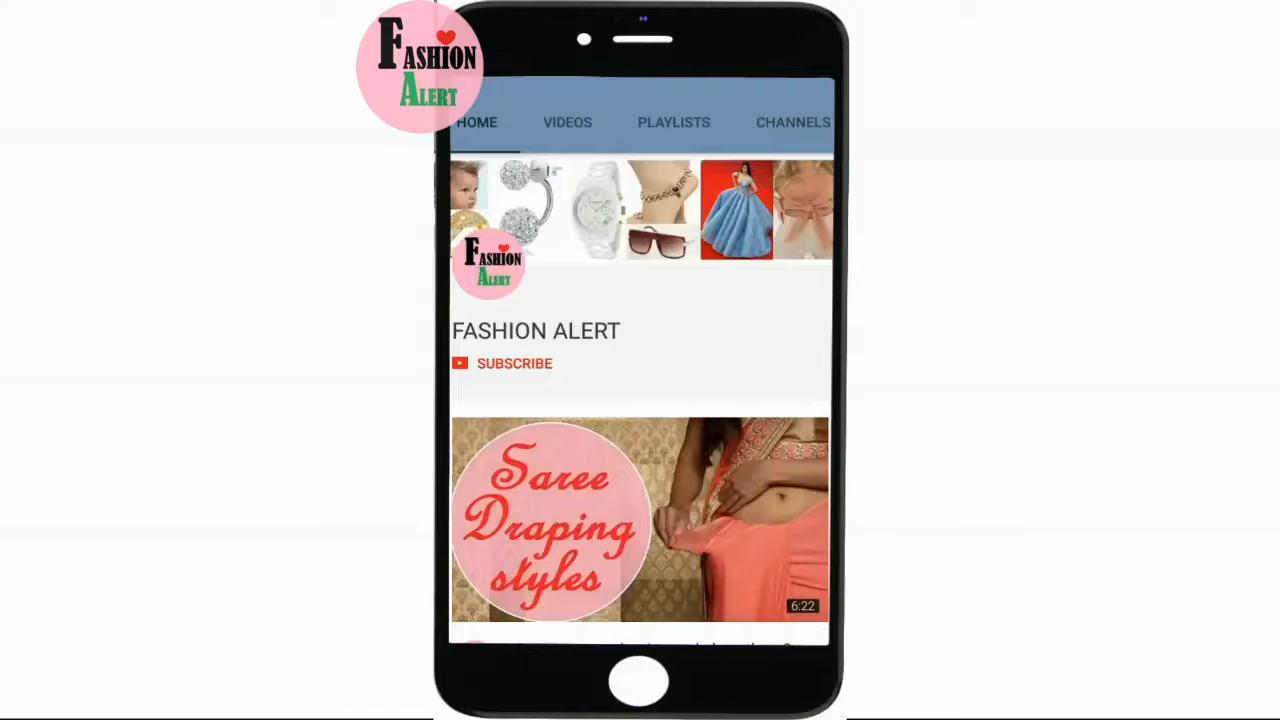 FASHION
ALERT
HOME VIDEOS PLAYLISTS CHANNELS
FASHION
ALERT
FASHION ALERT
SUBSCRIBE
Saree
Draping
styles
6:22